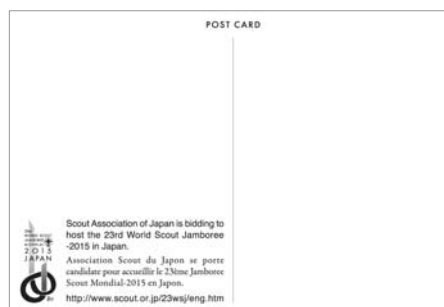 POST CARD
2015
JAPAN
Scout Association of Japan is bidding to
host the 23rd World Scout Jamboree
-2015 in Japan.
Association Scout du Japon se porte
candidate pour accueillir le 23ème Jamboree
Scout Mondial-2015 en Japon.
http://www.scout.or.jp/23wsj/eng.htm